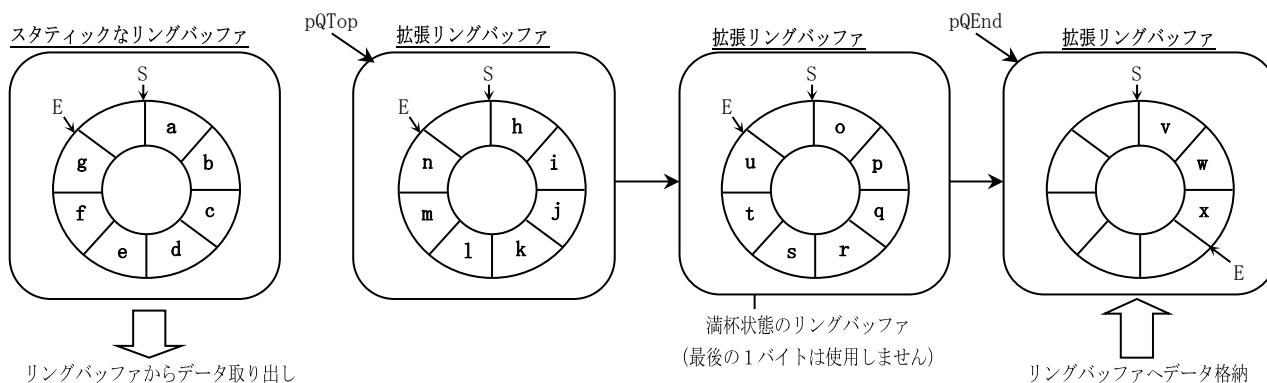 スタティックなリングバッファ
S
E
a
b
c
d
e
f
g
リングバッファからデータ取り出し
pQTop
拡張リングバッファ
S
E
h
i
j
k
l
m
n
拡張リングバッファ
S
E
o
p
q
r
s
t
u
満杯状態のリングバッファ
(最後の1バイトは使用しません)
pQEnd
拡張リングバッファ
S
v
w
x
E
リングバッファへデータ格納